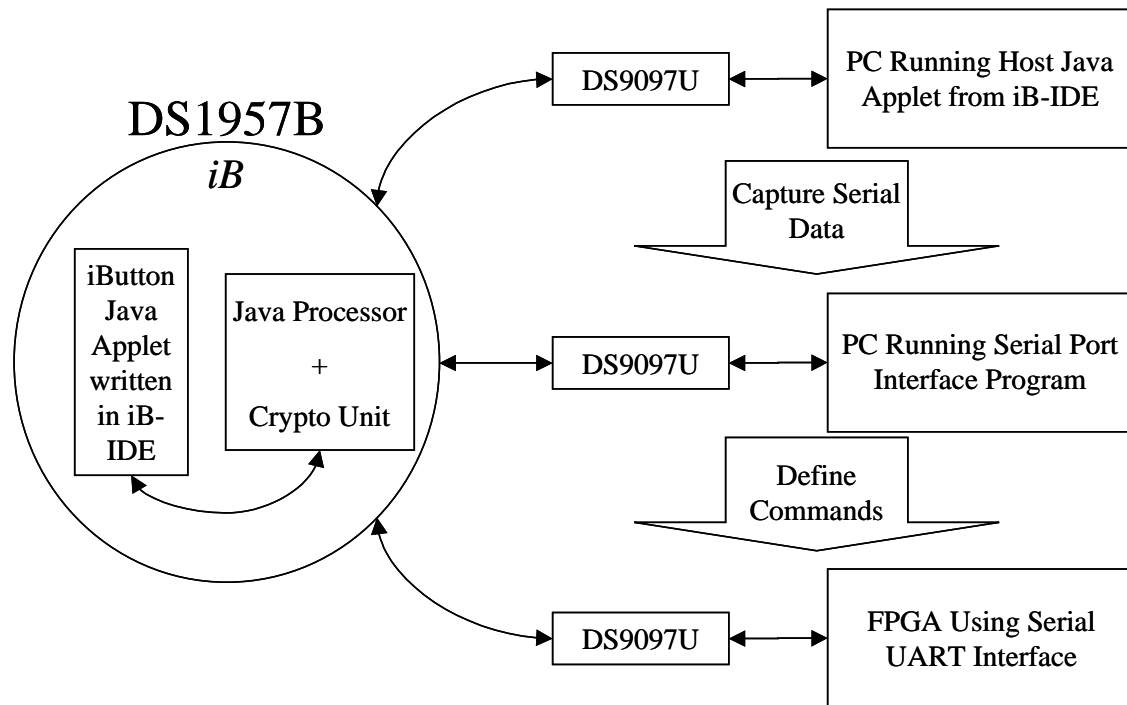 DS1957B
iB
iButton
Java
Applet
written
in iB-
IDE
Java Processor
+
Crypto Unit
DS9097U
PC Running Host Java
Applet from iB-IDE
Capture Serial
Data
DS9097U
PC Running Serial Port
Interface Program
Define
Commands
DS9097U
FPGA Using Serial
UART Interface